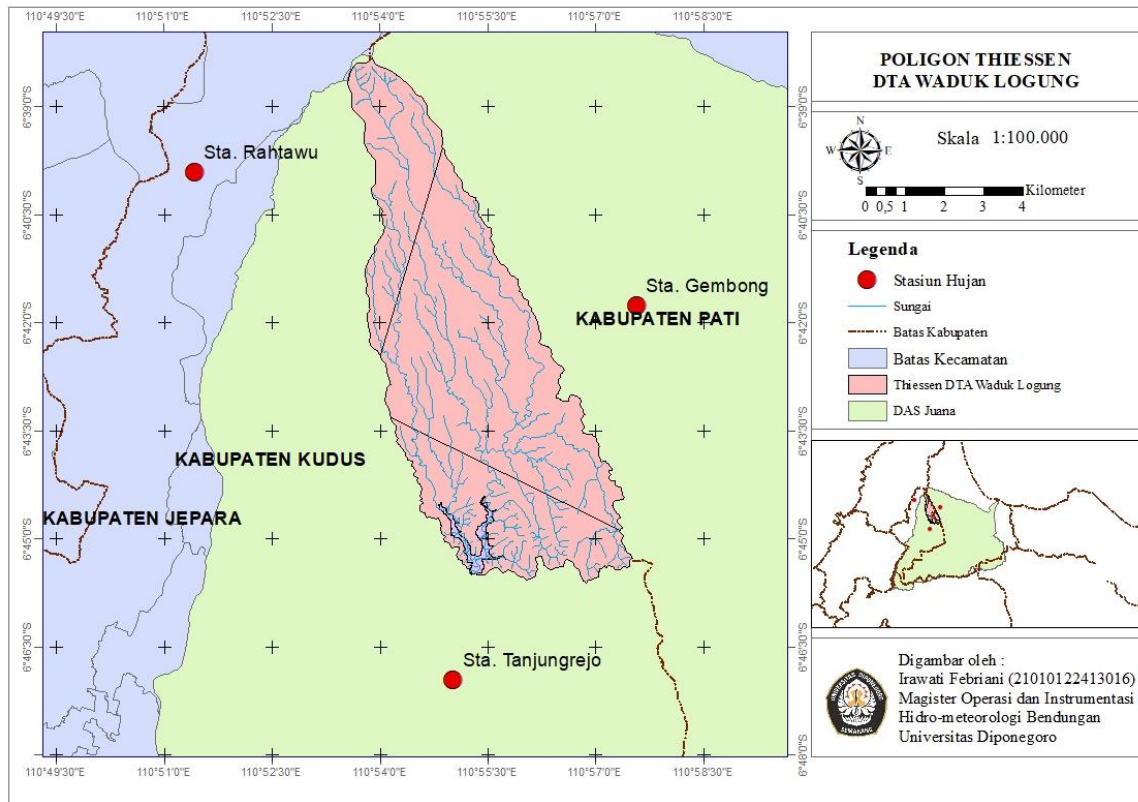 110°49'30"E 110°51'0"E 110°52'30"E 110°54'0"E 110°55'30"E 110°57'0"E 110°58'30"E
6°39'0"S 6°39'0"S
Sta. Rahtawu
6°40'30"S 6°40'30"S
Sta. Gembong
KABUPATEN PATI
6°42'0"S 6°42'0"S
6°43'30"S 6°43'30"S
KABUPATEN KUDUS
KABUPATEN JEPARA
6°45'0"S 6°45'0"S
6°46'30"S 6°46'30"S
Sta. Tanjungrejo
6°48'0"S 6°48'0"S
110°49'30"E 110°51'0"E 110°52'30"E 110°54'0"E 110°55'30"E 110°57'0"E 110°58'30"E
POLIGON THIESSEN
DTA WADUK LOGUNG
N
W E
S
Skala 1:100.000
Kilometer
0 0,5 1 2 3 4
Legenda
Stasiun Hujan
Sungai
Batas Kabupaten
Batas Kecamatan
Thiessen DTA Waduk Logung
DAS Juana
UNIVERSITAS DIPONEGORO
SEMARANG
Digambar oleh :
Irawati Febriani (21010122413016)
Magister Operasi dan Instrumentasi
Hidro-meteorologi Bendungan
Universitas Diponegoro